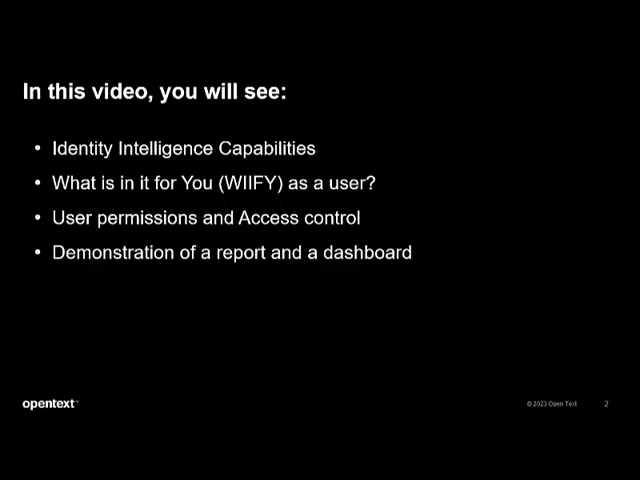 In this video, you will see:
• Identity Intelligence Capabilities
• What is in it for You (WIIFY) as a user?
• User permissions and Access control
• Demonstration of a report and a dashboard
opentext™
© 2023 Open Text
2